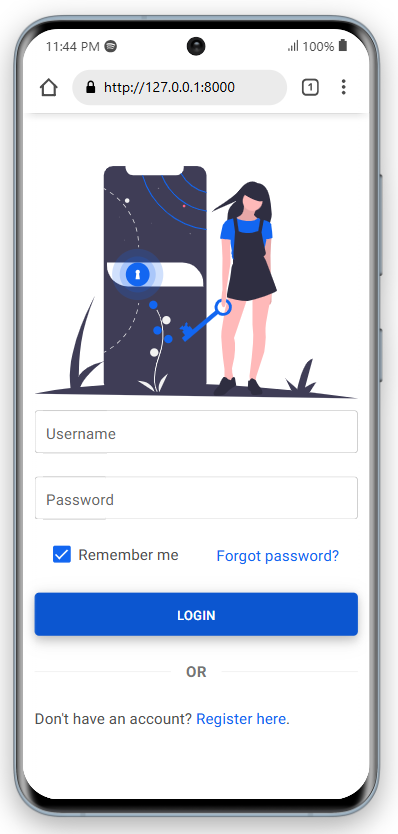 11:44 PM 100%
http://127.0.0.1:8000 1
Username
Password
Remember me Forgot password?
LOGIN
OR
Don't have an account? Register here.